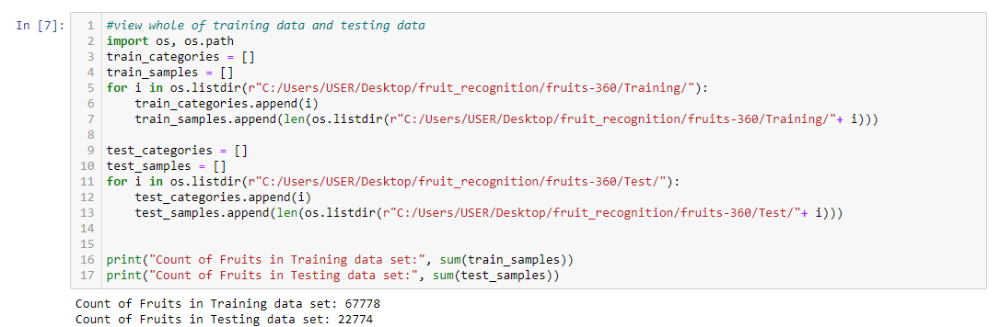 In [7]:
1 #view whole of training data and testing data
2 import os, os.path
3 train_categories = []
4 train_samples = []
5 for i in os.listdir(r"C:/Users/USER/Desktop/fruit_recognition/fruits-360/Training/"):
6     train_categories.append(i)
7     train_samples.append(len(os.listdir(r"C:/Users/USER/Desktop/fruit_recognition/fruits-360/Training/"+ i)))
8
9 test_categories = []
10 test_samples = []
11 for i in os.listdir(r"C:/Users/USER/Desktop/fruit_recognition/fruits-360/Test/"):
12     test_categories.append(i)
13     test_samples.append(len(os.listdir(r"C:/Users/USER/Desktop/fruit_recognition/fruits-360/Test/"+ i)))
14
15
16 print("Count of Fruits in Training data set:", sum(train_samples))
17 print("Count of Fruits in Testing data set:", sum(test_samples))
Count of Fruits in Training data set: 67778
Count of Fruits in Testing data set: 22774